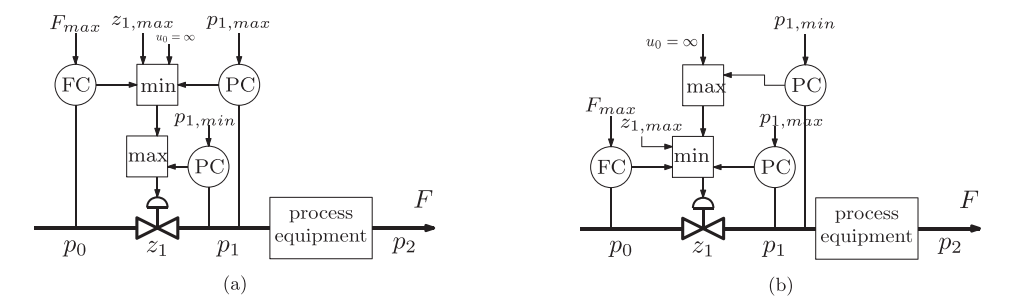 F_max z_1,max p_1,max
u_0 = ∞
FC min PC
p_1,min
max PC
process
equipment
F
p_0 z_1 p_1 p_2
(a)
p_1,min
u_0 = ∞
max PC
F_max
z_1,max p_1,max
FC min PC
process
equipment
F
p_0 z_1 p_1 p_2
(b)